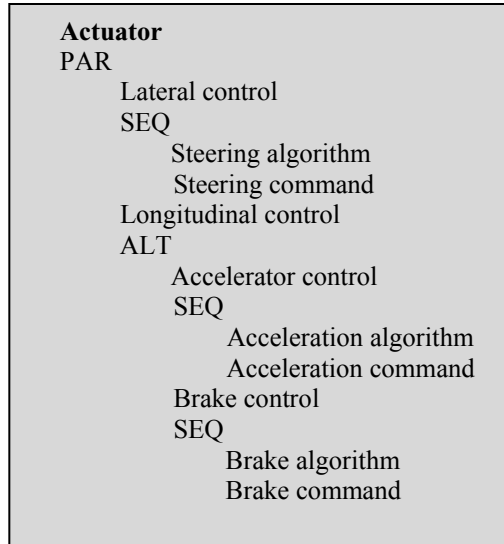 Actuator
PAR
Lateral control
SEQ
Steering algorithm
Steering command
Longitudinal control
ALT
Accelerator control
SEQ
Acceleration algorithm
Acceleration command
Brake control
SEQ
Brake algorithm
Brake command